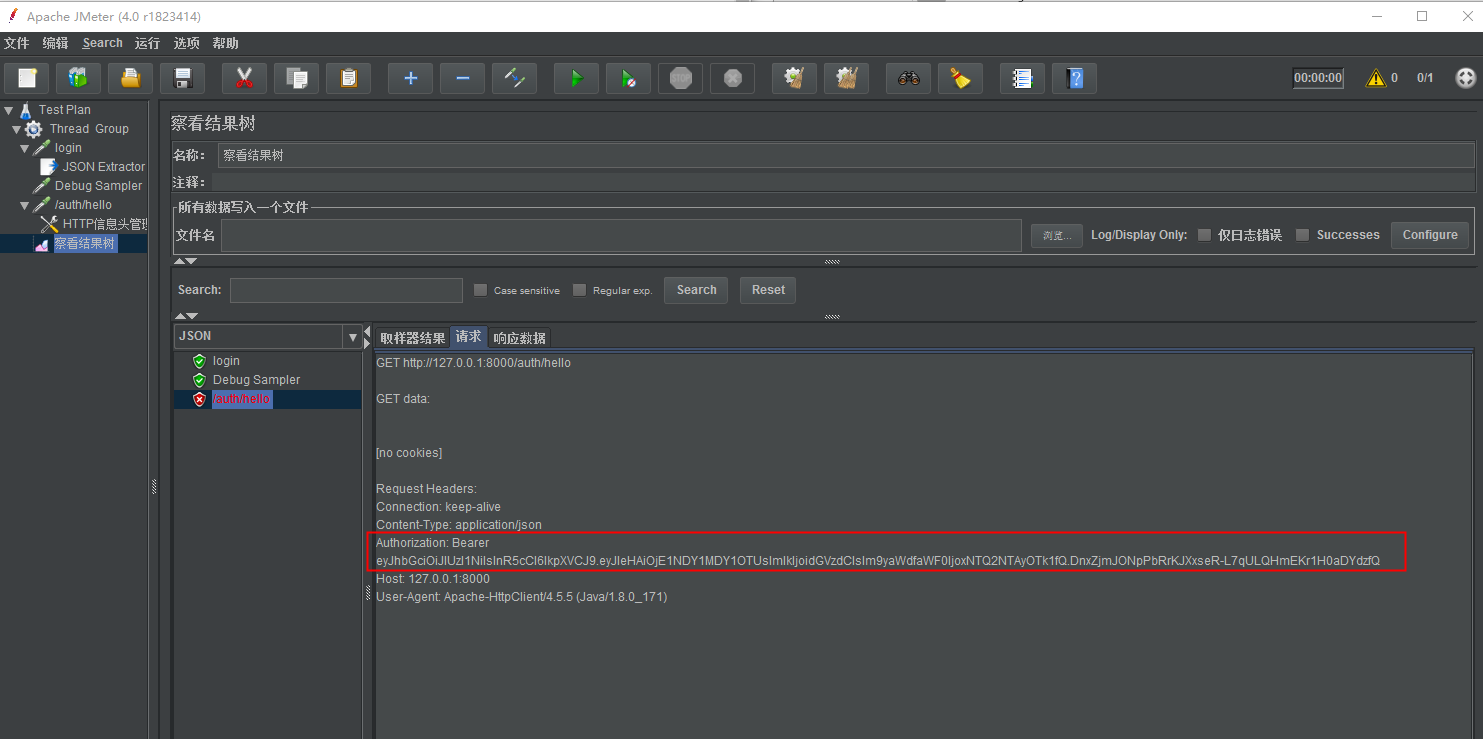 Apache JMeter (4.0 r1823414)
文件 编辑 Search 运行 选项 帮助
STOP
00:00:00 0 0/1
Test Plan
Thread Group
login
JSON Extractor
Debug Sampler
/auth/hello
HTTP信息头管理
察看结果树
察看结果树
名称： 察看结果树
注释：
所有数据写入一个文件
文件名 浏览... Log/Display Only: 仅日志错误 Successes Configure
Search: Case sensitive Regular exp. Search Reset
JSON
login
Debug Sampler
/auth/hello
取样器结果 请求 响应数据
GET http://127.0.0.1:8000/auth/hello
GET data:
[no cookies]
Request Headers:
Connection: keep-alive
Content-Type: application/json
Authorization: Bearer
eyJhbGciOiJIUzI1NiIsInR5cCI6IkpXVCJ9.eyJleHAiOjE1NDY1MDY1OTUsImlkIjoidGVzdCIsIm9yaWdfaWF0IjoxNTQ2NTAyOTk1fQ.DnxZjmJONpPbRrKJXxseR-L7qULQHmEKr1H0aDYdzfQ
Host: 127.0.0.1:8000
User-Agent: Apache-HttpClient/4.5.5 (Java/1.8.0_171)